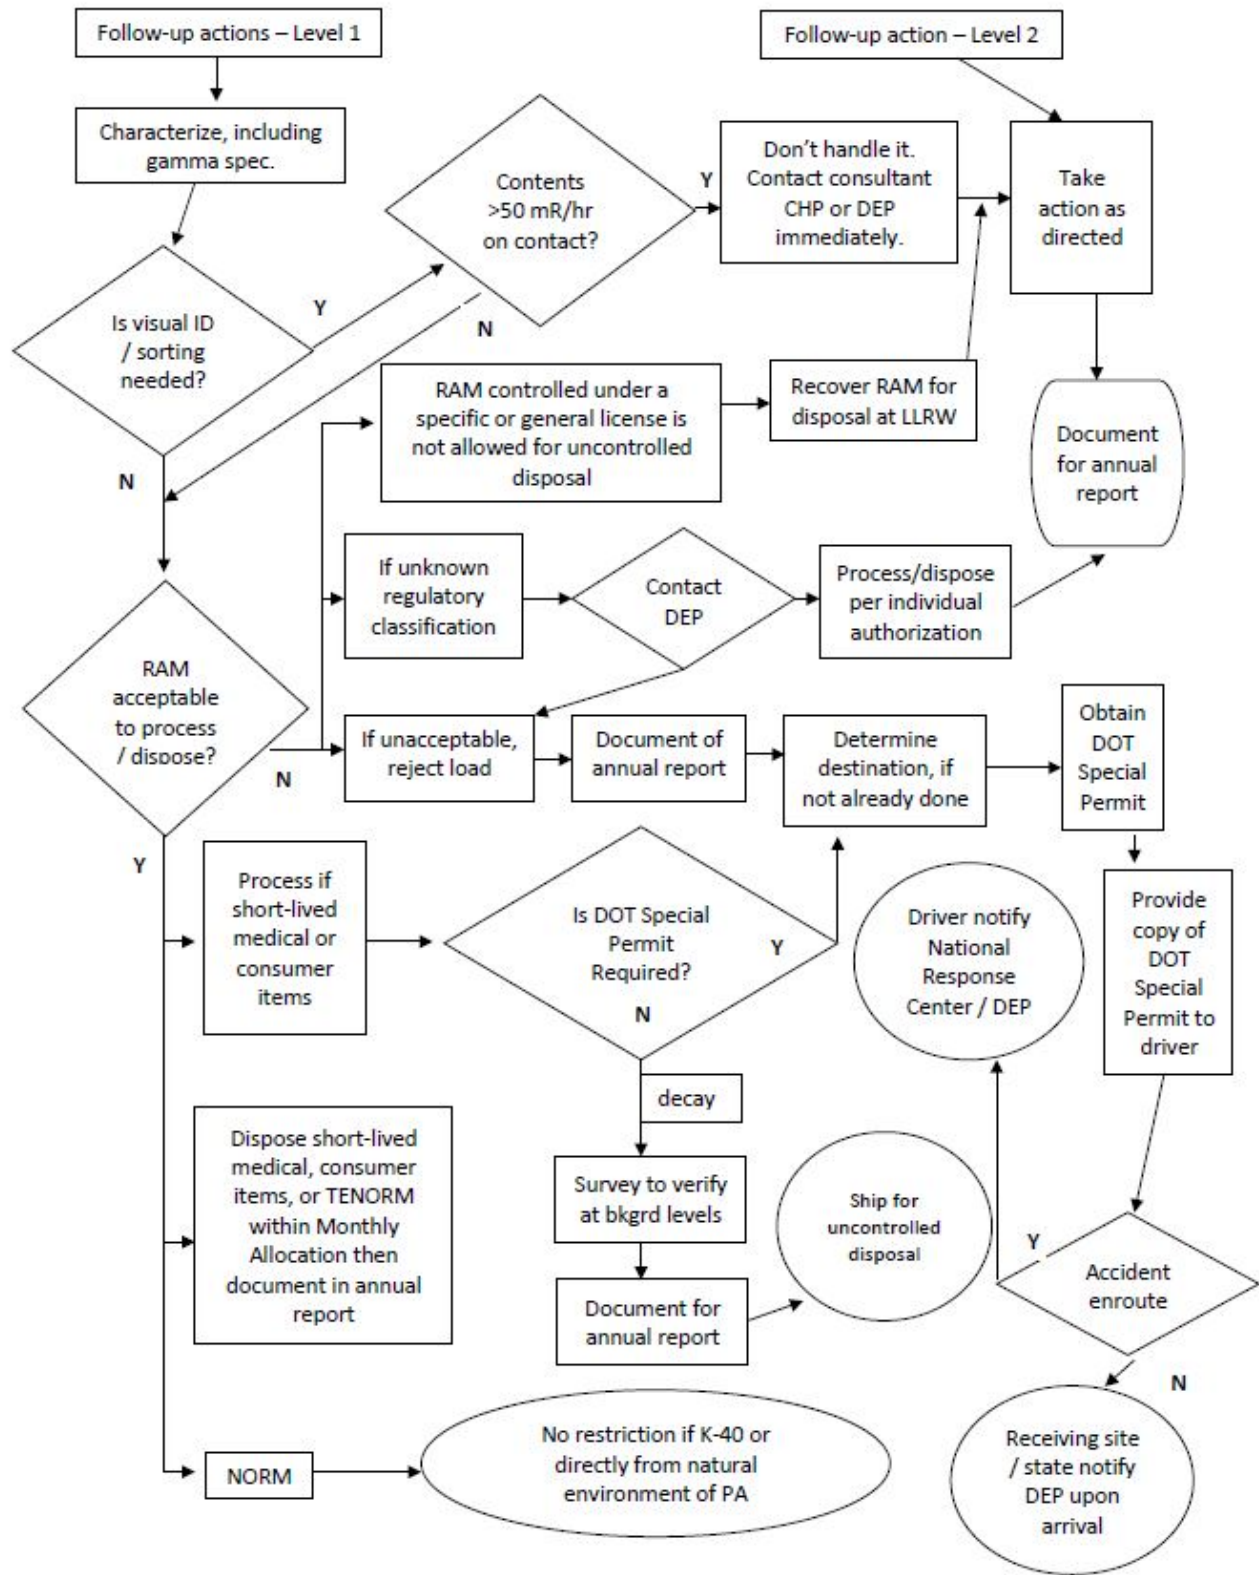 Follow-up actions – Level 1
Follow-up action – Level 2
Characterize, including
gamma spec.
Contents
>50 mR/hr
on contact?
Y
Don't handle it.
Contact consultant
CHP or DEP
immediately.
Take
action as
directed
Is visual ID
/ sorting
needed?
Y
N
N
RAM controlled under a
specific or general license is
not allowed for uncontrolled
disposal
Recover RAM for
disposal at LLRW
Document
for annual
report
If unknown
regulatory
classification
Contact
DEP
Process/dispose
per individual
authorization
RAM
acceptable
to process
/ dispose?
N
If unacceptable,
reject load
Document of
annual report
Determine
destination, if
not already done
Obtain
DOT
Special
Permit
Y
Process if
short-lived
medical or
consumer
items
Is DOT Special
Permit
Required?
Y
N
Driver notify
National
Response
Center / DEP
Provide
copy of
DOT
Special
Permit to
driver
decay
Dispose short-lived
medical, consumer
items, or TENORM
within Monthly
Allocation then
document in annual
report
Survey to verify
at bkgrd levels
Ship for
uncontrolled
disposal
Y
Accident
enroute
N
Document for
annual report
NORM
No restriction if K-40 or
directly from natural
environment of PA
Receiving site
/ state notify
DEP upon
arrival